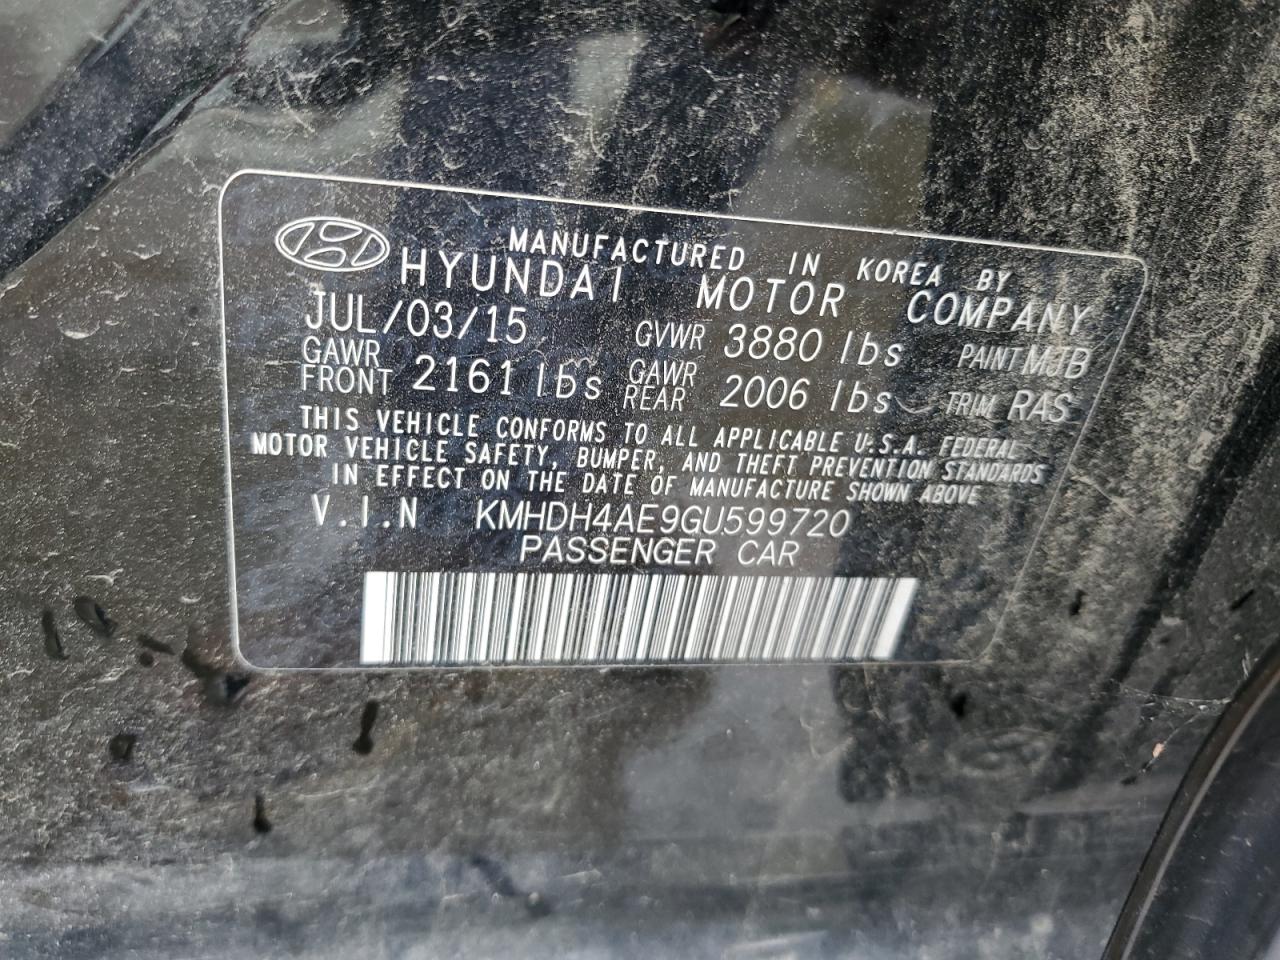 MANUFACTURED IN KOREA BY
HYUNDAI MOTOR COMPANY
JUL/03/15 GVWR 3880 lbs PAINT MJB
GAWR FRONT 2161 lbs GAWR REAR 2006 lbs TRIM RAS
THIS VEHICLE CONFORMS TO ALL APPLICABLE U.S.A. FEDERAL
MOTOR VEHICLE SAFETY, BUMPER, AND THEFT PREVENTION STANDARDS
IN EFFECT ON THE DATE OF MANUFACTURE SHOWN ABOVE
V.I.N KMHDH4AE9GU599720
PASSENGER CAR